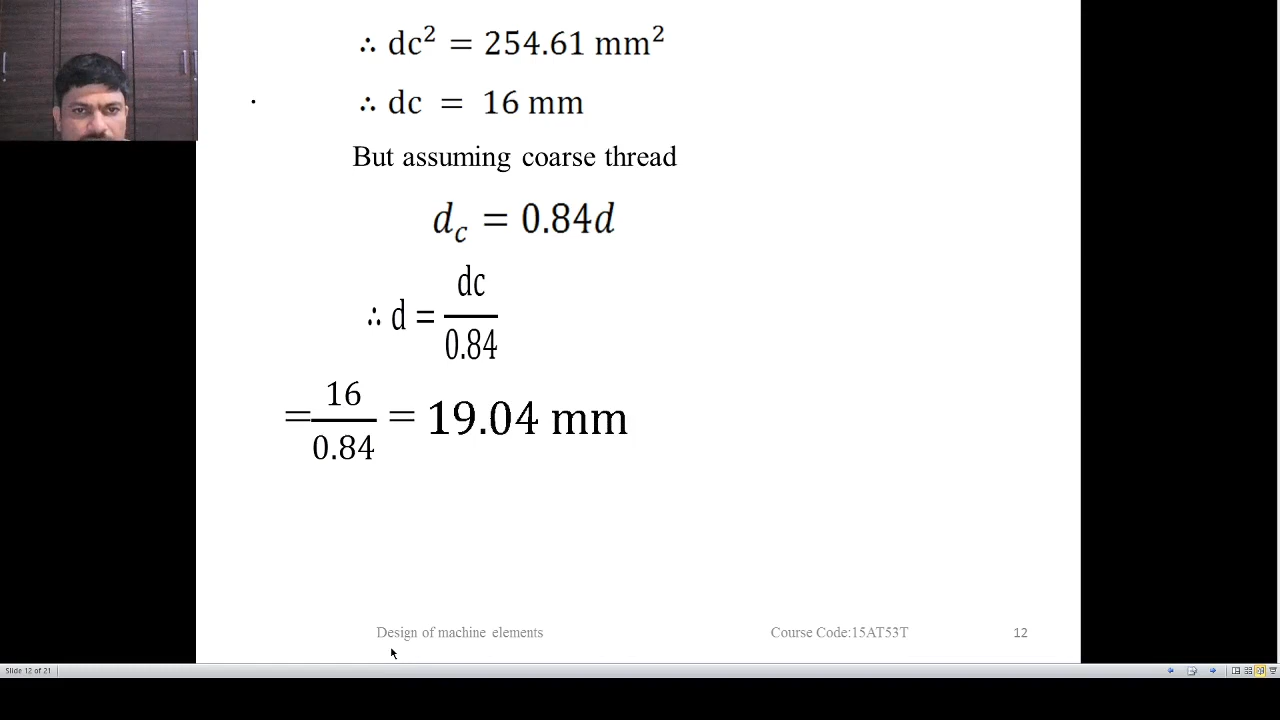 ∴ dc² = 254.61 mm²
∴ dc = 16 mm
But assuming coarse thread
d_c = 0.84d
∴ d = dc/0.84
= 16/0.84 = 19.04 mm
Design of machine elements Course Code:15AT53T 12
Slide 12 of 21